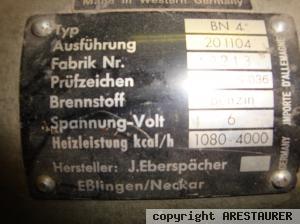 Made in Western Germany
Typ BN 4
Ausführung 201104
Fabrik Nr.
Prüfzeichen 036
Brennstoff Benzin
Spannung-Volt 6
Heizleistung kcal/h 1080-4000
Hersteller: J.Eberspächer
Eßlingen/Neckar
GERMANY IMPORTE D'ALLEMAGNE
copyright ARESTAURER